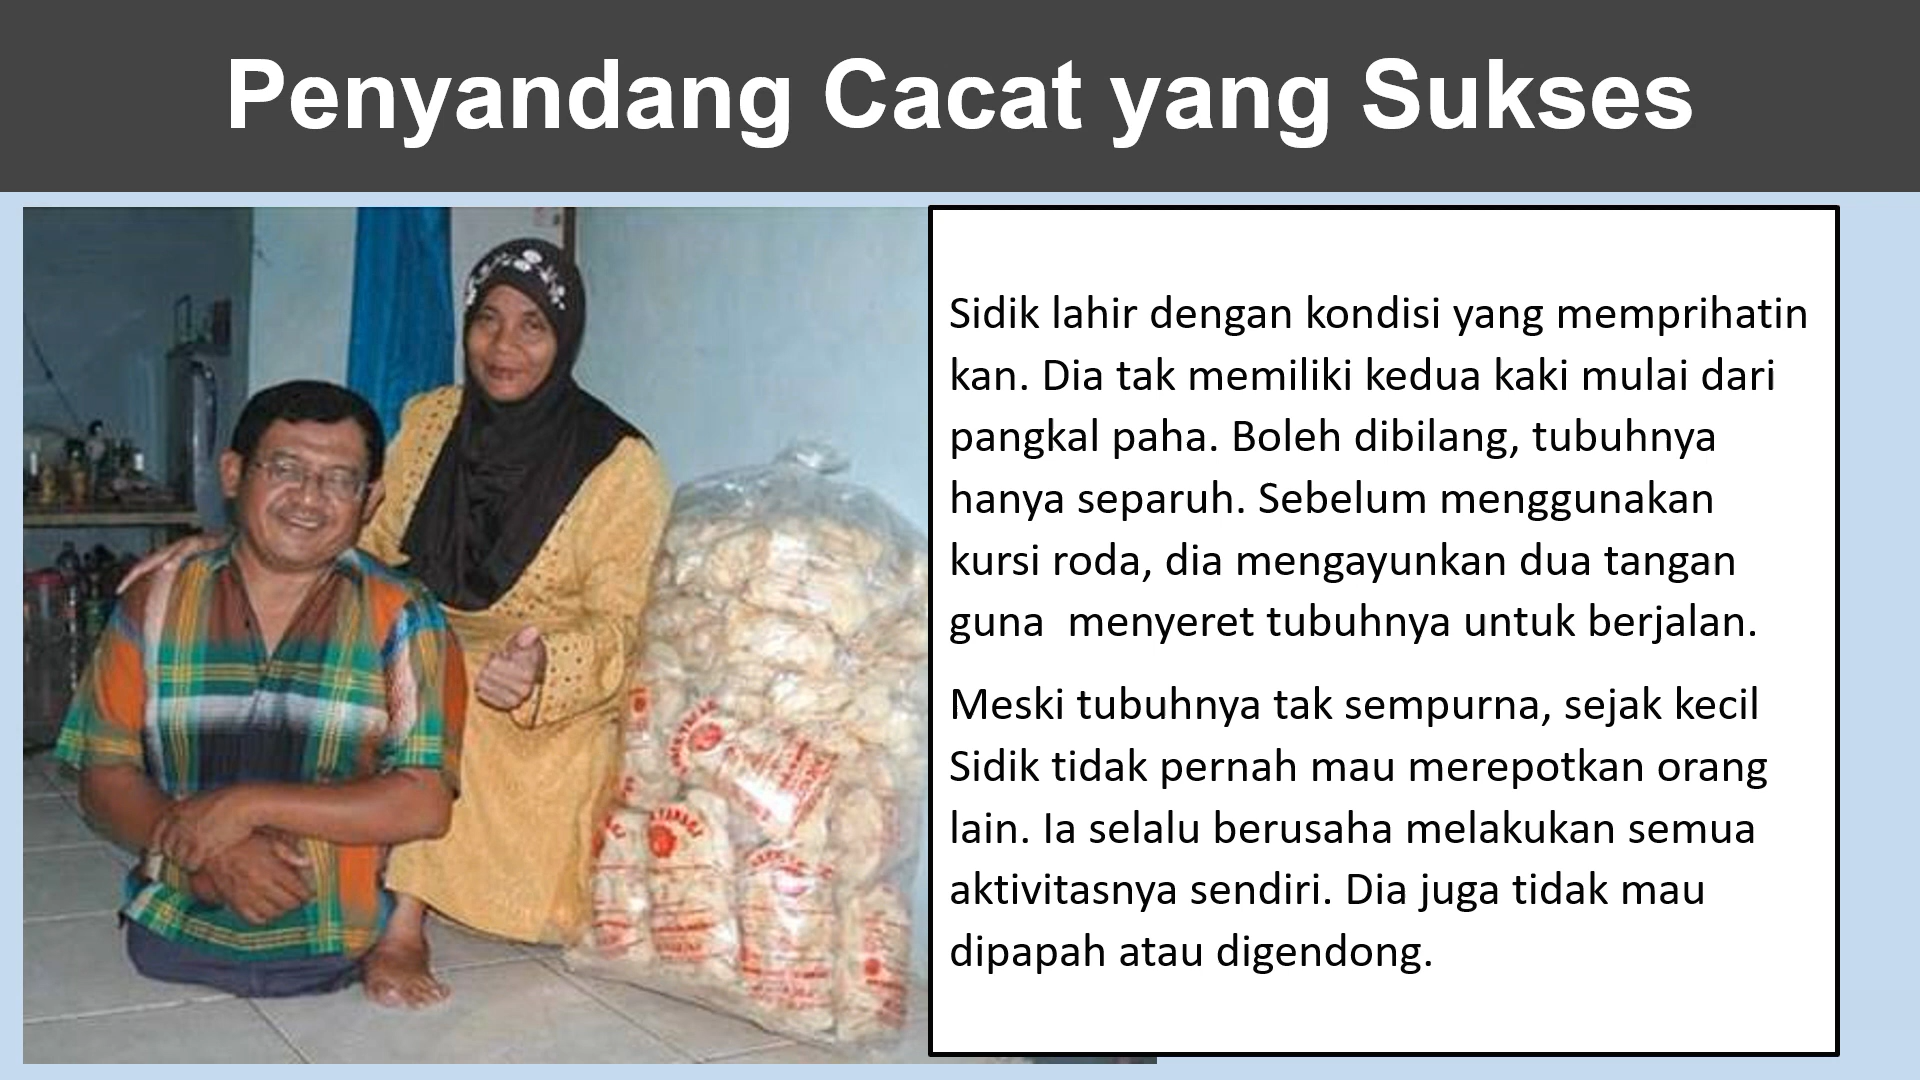 Penyandang Cacat yang Sukses
Sidik lahir dengan kondisi yang memprihatin
kan. Dia tak memiliki kedua kaki mulai dari
pangkal paha. Boleh dibilang, tubuhnya
hanya separuh. Sebelum menggunakan
kursi roda, dia mengayunkan dua tangan
guna  menyeret tubuhnya untuk berjalan.
Meski tubuhnya tak sempurna, sejak kecil
Sidik tidak pernah mau merepotkan orang
lain. Ia selalu berusaha melakukan semua
aktivitasnya sendiri. Dia juga tidak mau
dipapah atau digendong.